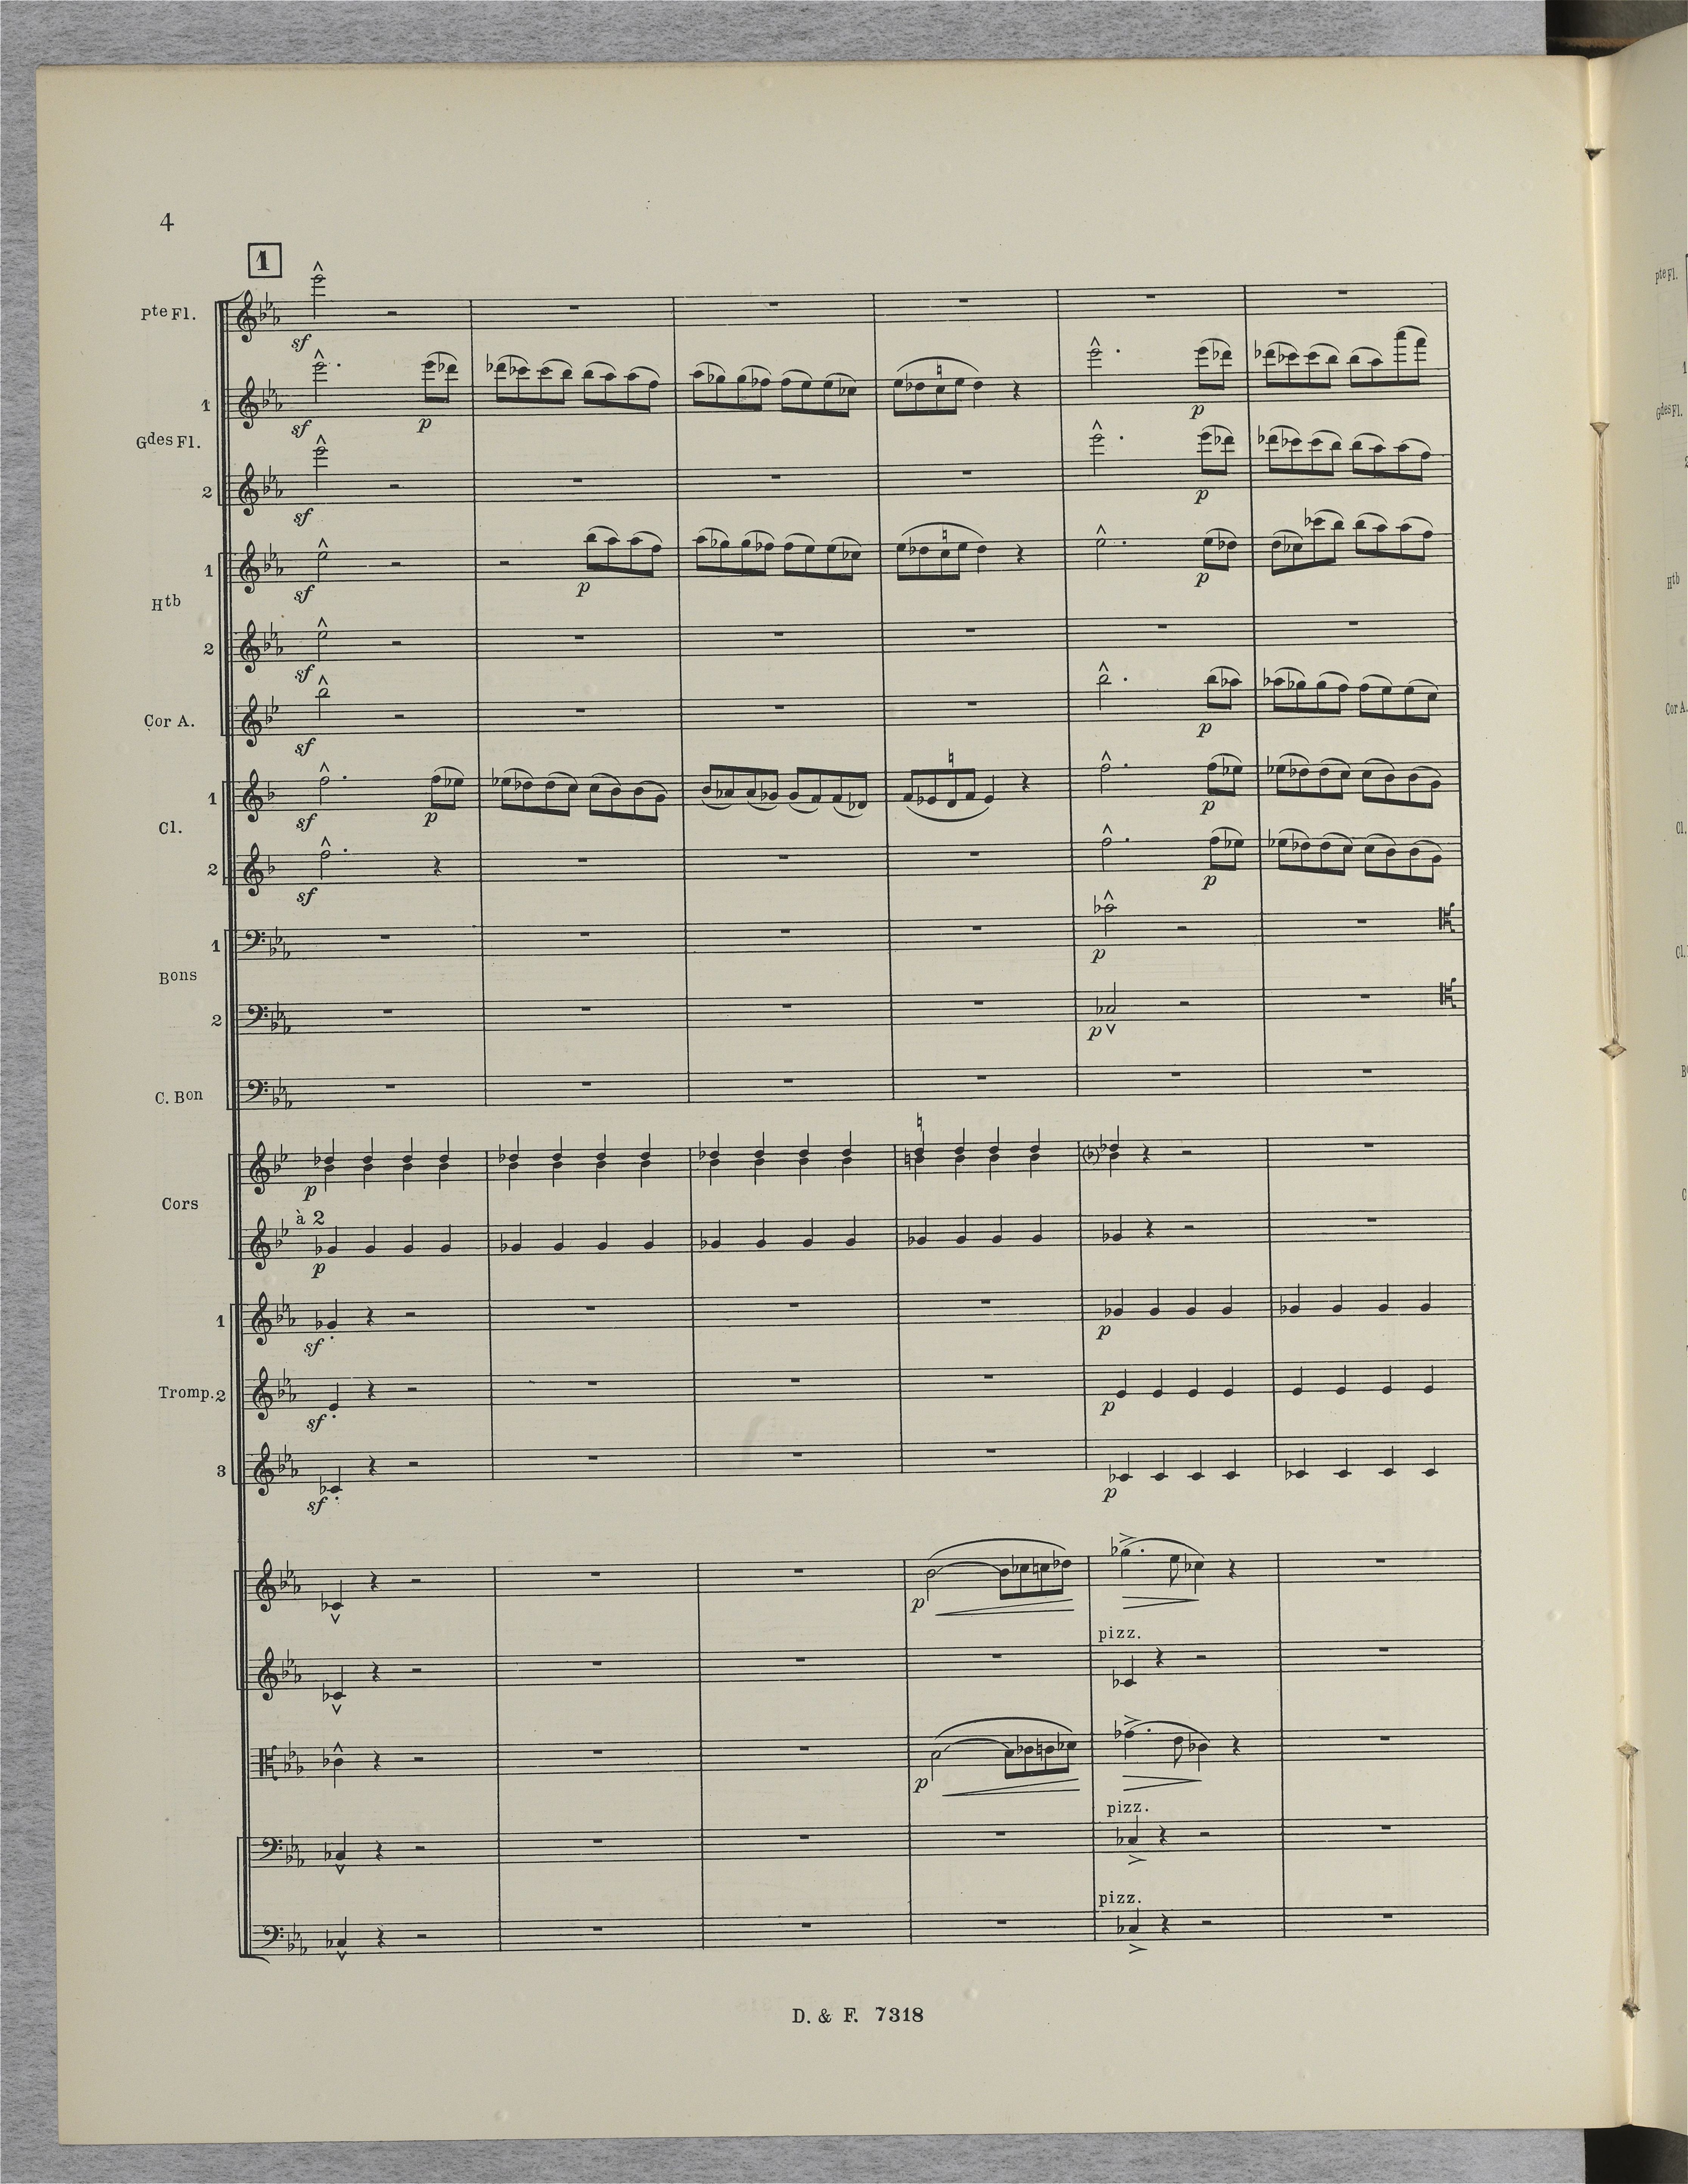 4
1
Pte Fl.
sf
1
sf
p
p
Gdes Fl.
2
sf
p
1
sf
p
p
Htb
2
sf
Cor A.
sf
p
1
sf
p
p
Cl.
2
sf
p
1
p
Bons
2
p
C. Bon
p
Cors
à 2
p
1
sf
p
Tromp. 2
sf
p
3
sf
p
p
pizz.
p
pizz.
pizz.
D. & F. 7318
Pte Fl.
1
Gdes Fl.
2
Htb
Cor A.
Cl.